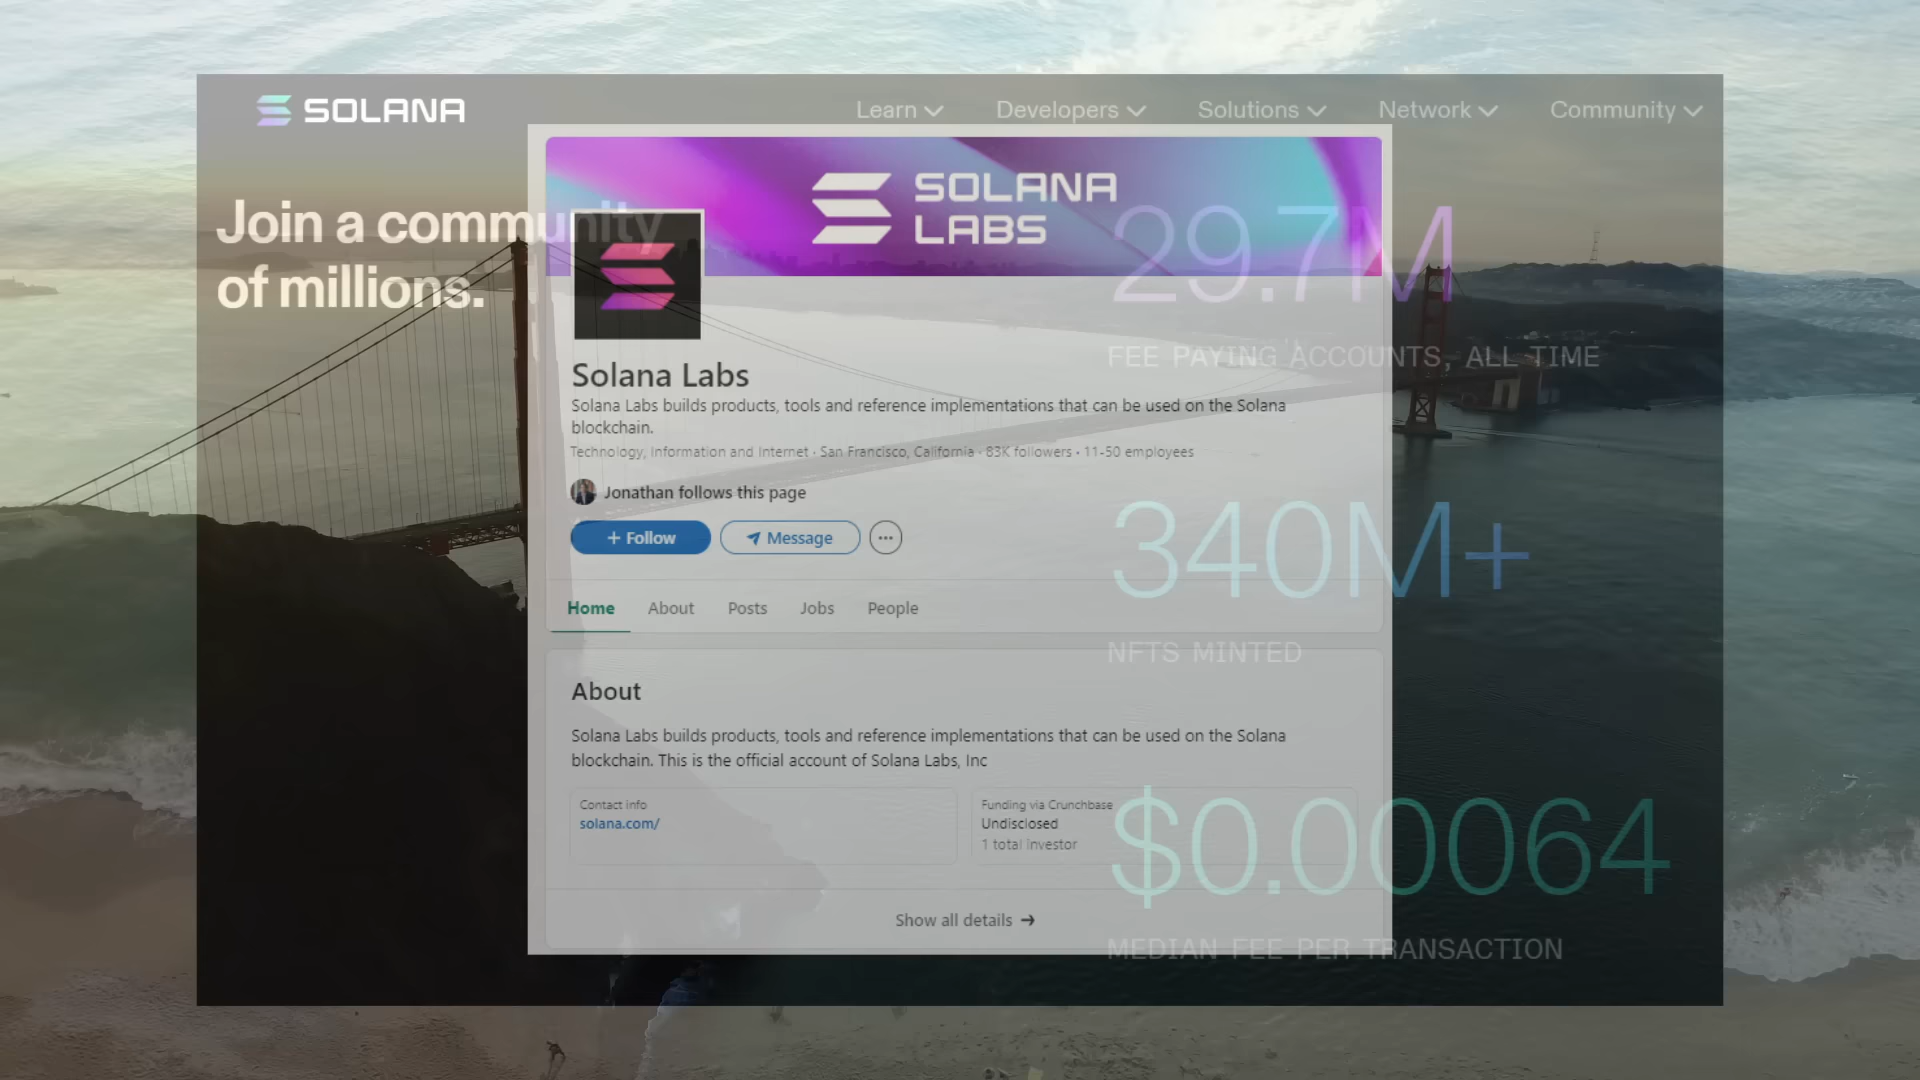 SOLANA
Learn
Developers
Solutions
Network
Community
Join a community
of millions.
SOLANA
LABS
29.7M
FEE PAYING ACCOUNTS, ALL TIME
Solana Labs
Solana Labs builds products, tools and reference implementations that can be used on the Solana
blockchain.
Technology, Information and Internet · San Francisco, California · 83K followers · 11-50 employees
Jonathan follows this page
+ Follow
Message
340M+
NFTS MINTED
Home
About
Posts
Jobs
People
About
Solana Labs builds products, tools and reference implementations that can be used on the Solana
blockchain. This is the official account of Solana Labs, Inc
Contact info
solana.com/
Funding via Crunchbase
Undisclosed
1 total investor
$0.00064
MEDIAN FEE PER TRANSACTION
Show all details →